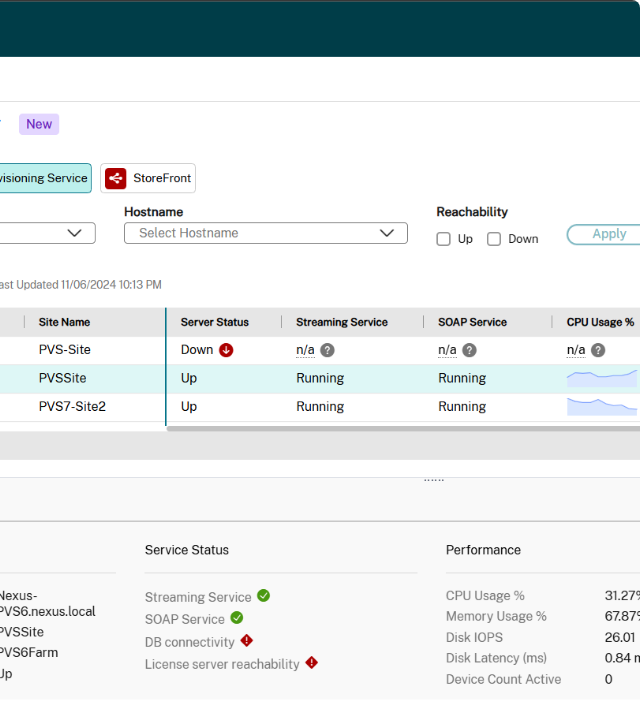 New
visioning Service StoreFront
Hostname Reachability
Select Hostname Up Down Apply
ast Updated 11/06/2024 10:13 PM
Site Name Server Status Streaming Service SOAP Service CPU Usage %
PVS-Site Down n/a ? n/a ? n/a ?
PVSSite Up Running Running
PVS7-Site2 Up Running Running
Service Status Performance
Nexus- Streaming Service CPU Usage % 31.27%
PVS6.nexus.local SOAP Service Memory Usage % 67.87%
PVSSite DB connectivity Disk IOPS 26.01
PVS6Farm License server reachability Disk Latency (ms) 0.84 m
Up Device Count Active 0